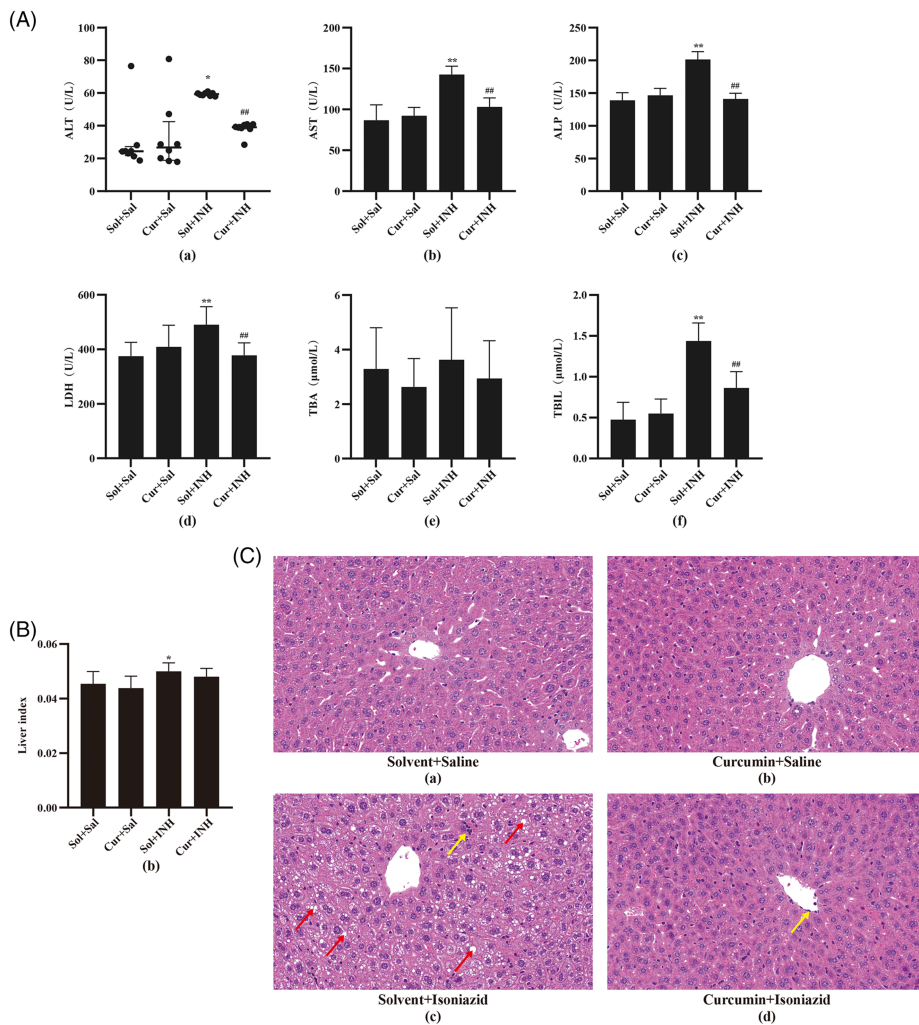 (A)
ALT（U/L）
80
60
40
20
0
100
*
##
Sol+Sal
Cur+Sal
Sol+INH
Cur+INH
(a)
AST（U/L）
200
150
100
50
0
**
##
Sol+Sal
Cur+Sal
Sol+INH
Cur+INH
(b)
ALP（U/L）
250
200
150
100
50
0
**
##
Sol+Sal
Cur+Sal
Sol+INH
Cur+INH
(c)
LDH（U/L）
600
400
200
0
**
##
Sol+Sal
Cur+Sal
Sol+INH
Cur+INH
(d)
TBA（μmol/L）
6
4
2
0
Sol+Sal
Cur+Sal
Sol+INH
Cur+INH
(e)
TBIL（μmol/L）
2.0
1.5
1.0
0.5
0.0
**
##
Sol+Sal
Cur+Sal
Sol+INH
Cur+INH
(f)
(B)
Liver index
0.06
0.04
0.02
0.00
*
Sol+Sal
Cur+Sal
Sol+INH
Cur+INH
(b)
(C)
Solvent+Saline
(a)
Curcumin+Saline
(b)
Solvent+Isoniazid
(c)
Curcumin+Isoniazid
(d)